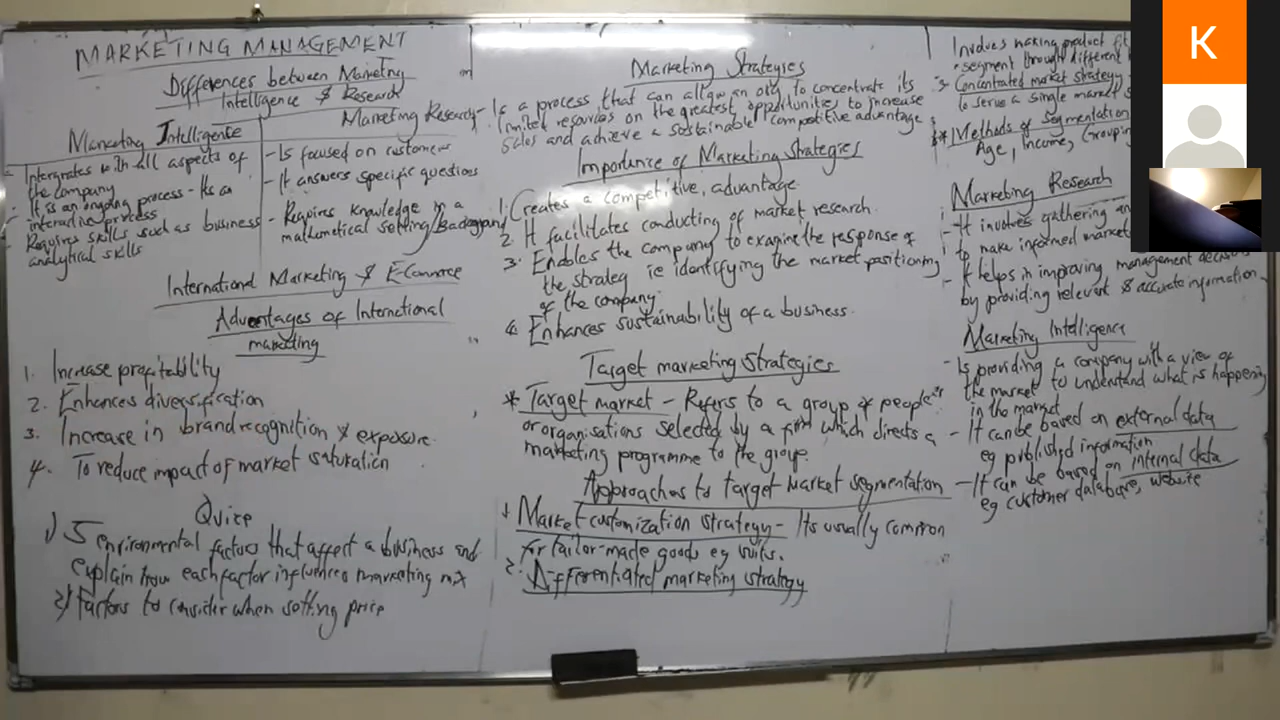 MARKETING MANAGEMENT
Differences between Marketing
Intelligence & Research
Marketing Intelligence
- Intergrates with all aspects of
the company
- It is an ongoing process - Its an
interactive process
Requires skills such as business
analytical skills
Marketing Research
- Is focused on customers
- It answers specific questions
- Requires Knowledge in a
mathematical setting/Background
International Marketing & E-Commerce
Advantages of International
marketing
1. Increase profitability
2. Enhances diversification
3. Increase in brand recognition & exposure.
4. To reduce impact of market saturation
Quize
1) 5 environmental factors that affect a business and
explain how each factor influences marketing mix
2) Factors to consider when setting price
Marketing Strategies
- Is a process that can allow an org to concentrate its
limited resources on the greatest opportunities to increase
sales and achieve a sustainable competitive advantage
Importance of Marketing Strategies
1. Creates a competitive, advantage.
2. It facilitates conducting of market research.
3. Enables the company to examine the response of
the strateg ie identifying the market positioning
of the company.
4. Enhances sustainability of a business.
Target marketing strategies
* Target market - Refers to a group of people
or organisations selected by a firm which directs a
marketing programme to the group.
Approaches to target market segmentation
1. Market customization strategy - Its usually common
for tailor-made goods eg suits.
2. Differentiated marketing strategy
Involves making product fit
segment through different
3. Concentrated market strategy
To serve a single market
* Methods of Segmentation
Age, Income, Grouping
Marketing Research
- It involves gathering an
to make informed market
- It helps in improving management
by providing relevant & accurate information.
Marketing Intelligence
- Is providing a company with a view of
the market to understand what is happening
in the market
- It can be based on external data
eg published information
- It can be based on internal data
eg customer database, website
K